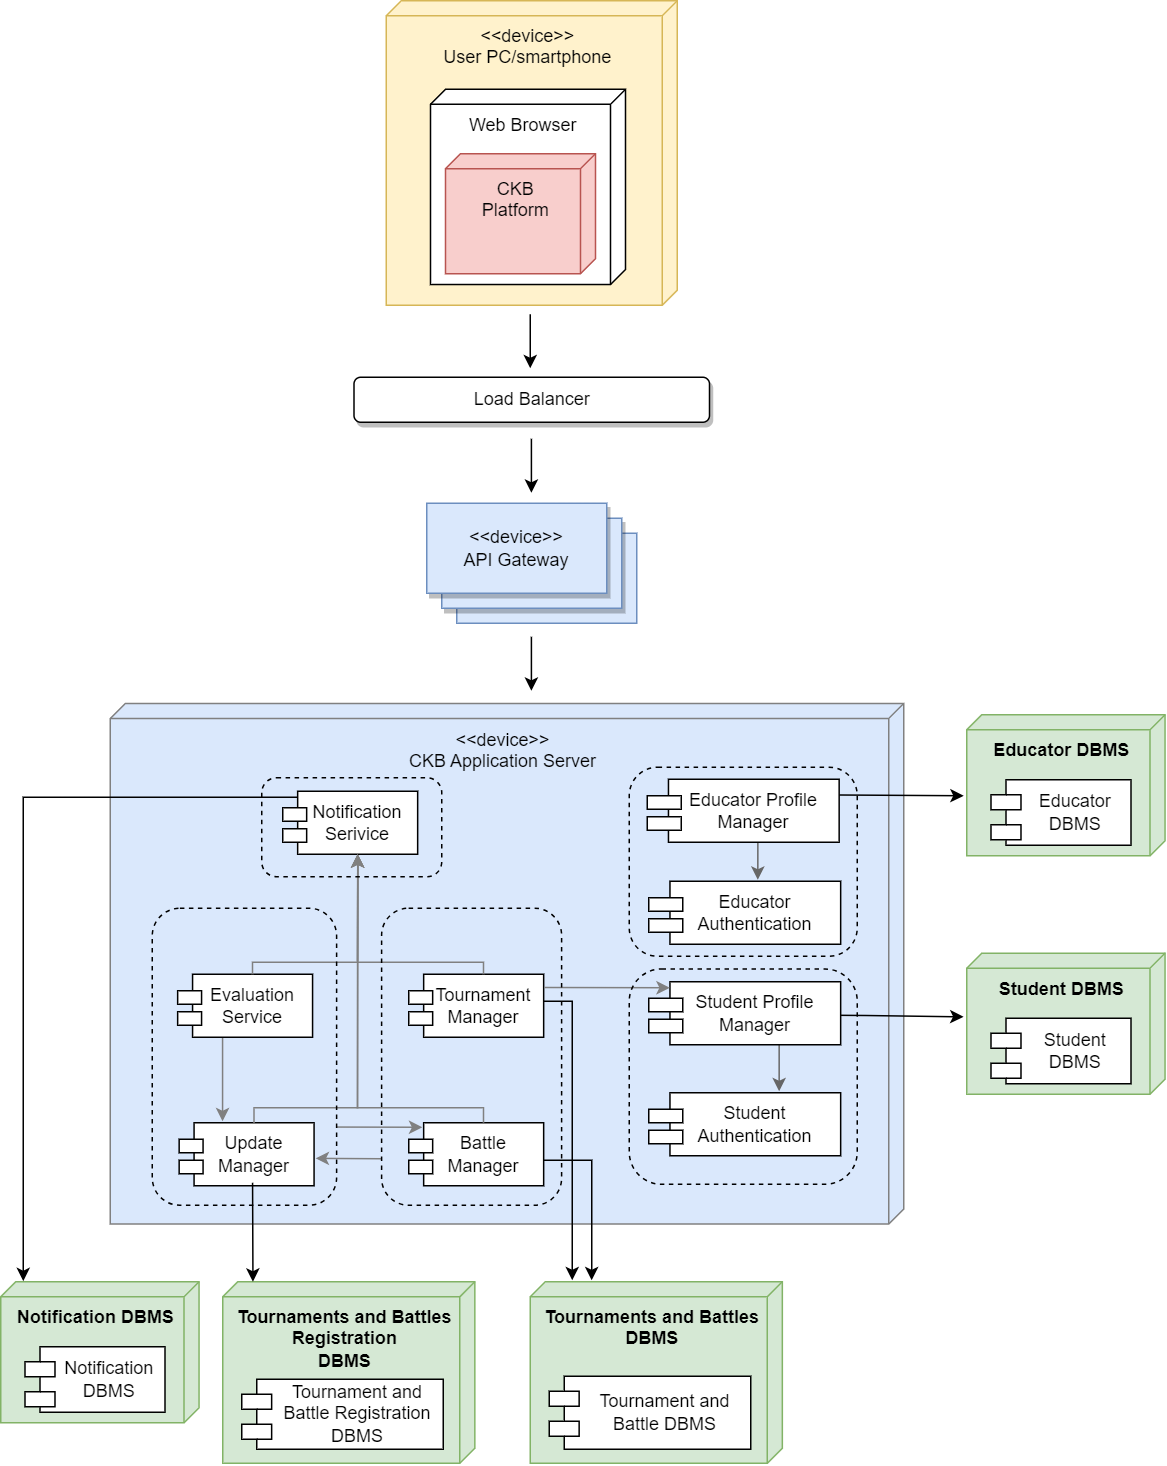 <<device>>
User PC/smartphone
Web Browser
CKB
Platform
Load Balancer
<<device>>
API Gateway
<<device>>
CKB Application Server
Notification
Serivice
Educator Profile
Manager
Educator
Authentication
Educator DBMS
Educator
DBMS
Evaluation
Service
Tournament
Manager
Student Profile
Manager
Student DBMS
Student
DBMS
Update
Manager
Battle
Manager
Student
Authentication
Notification DBMS
Notification
DBMS
Tournaments and Battles
Registration
DBMS
Tournament and
Battle Registration
DBMS
Tournaments and Battles
DBMS
Tournament and
Battle DBMS